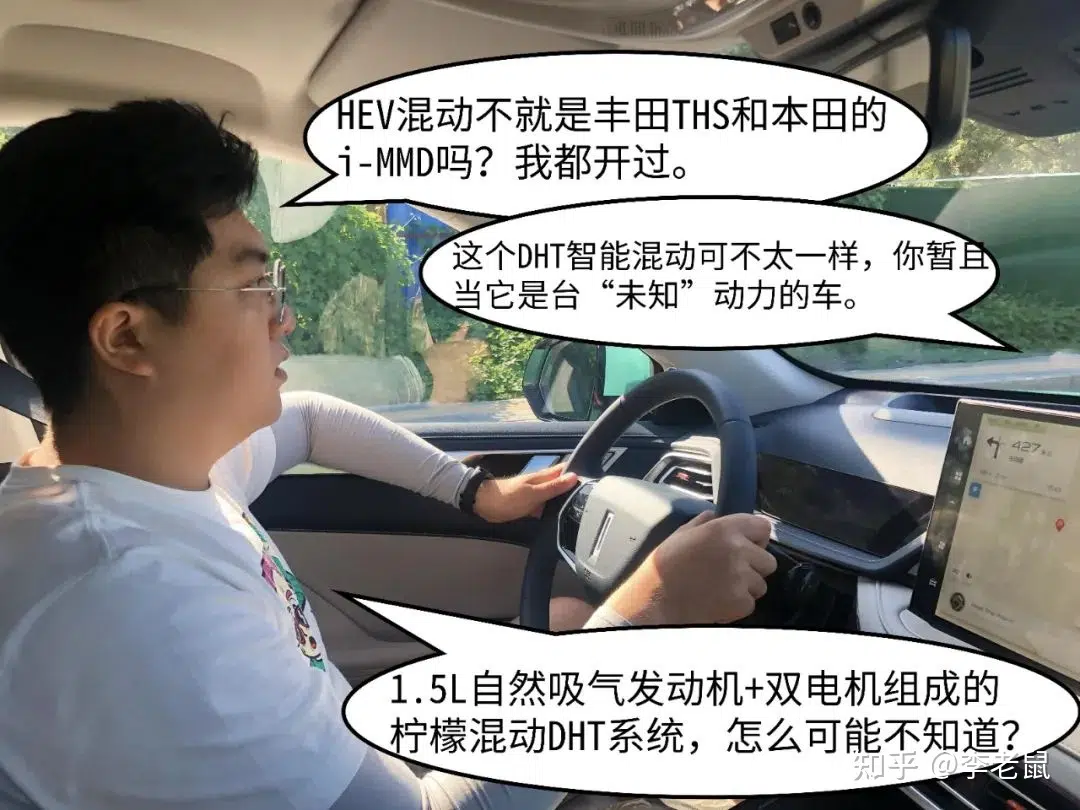 HEV混动不就是丰田THS和本田的
i-MMD吗？我都开过。
这个DHT智能混动可不太一样，你暂且
当它是台“未知”动力的车。
427
1.5L自然吸气发动机+双电机组成的
柠檬混动DHT系统，怎么可能不知道？
知乎 @李老鼠